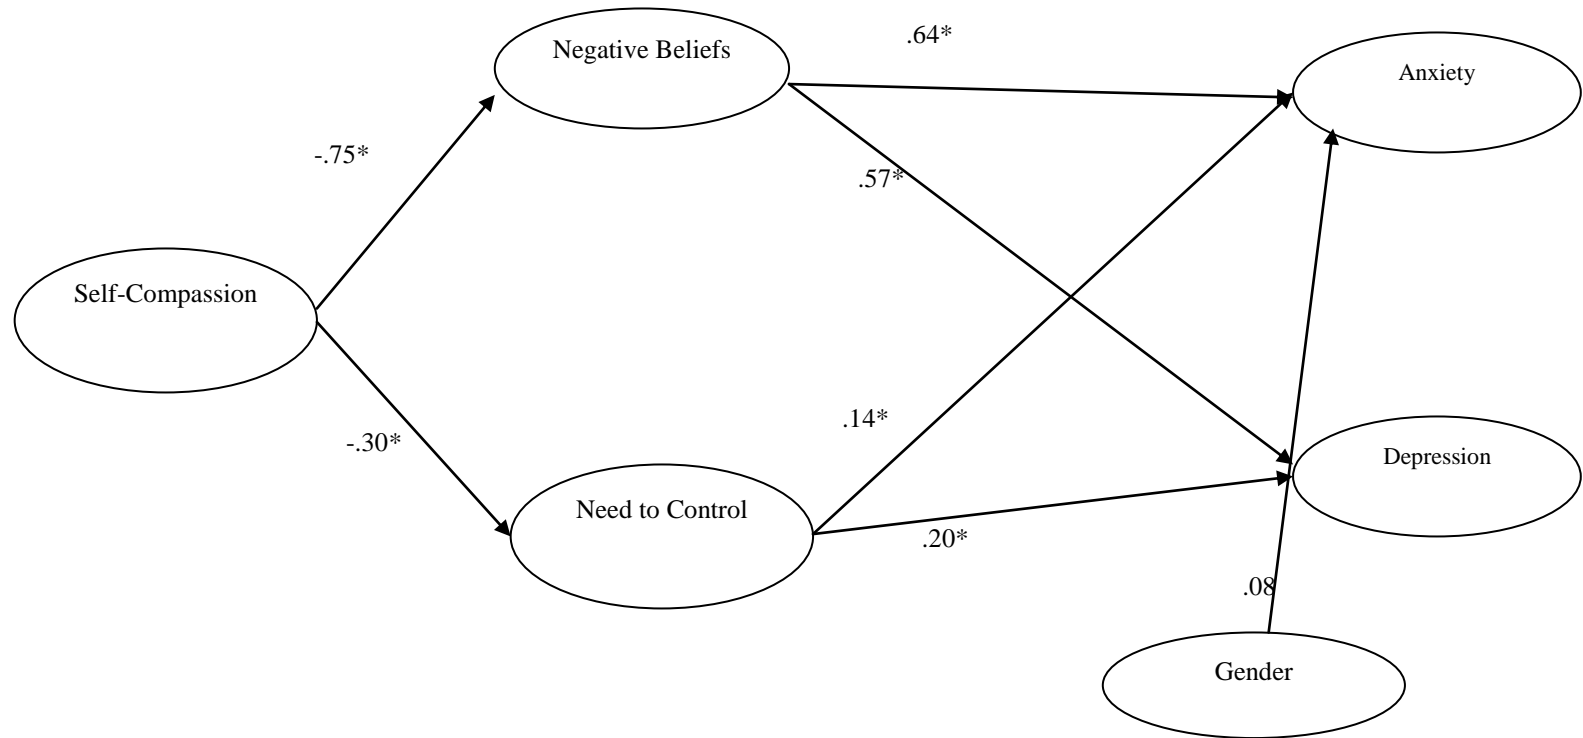 Negative Beliefs
.64*
Anxiety
-.75*
.57*
Self-Compassion
-.30*
.14*
Depression
Need to Control
.20*
.08
Gender